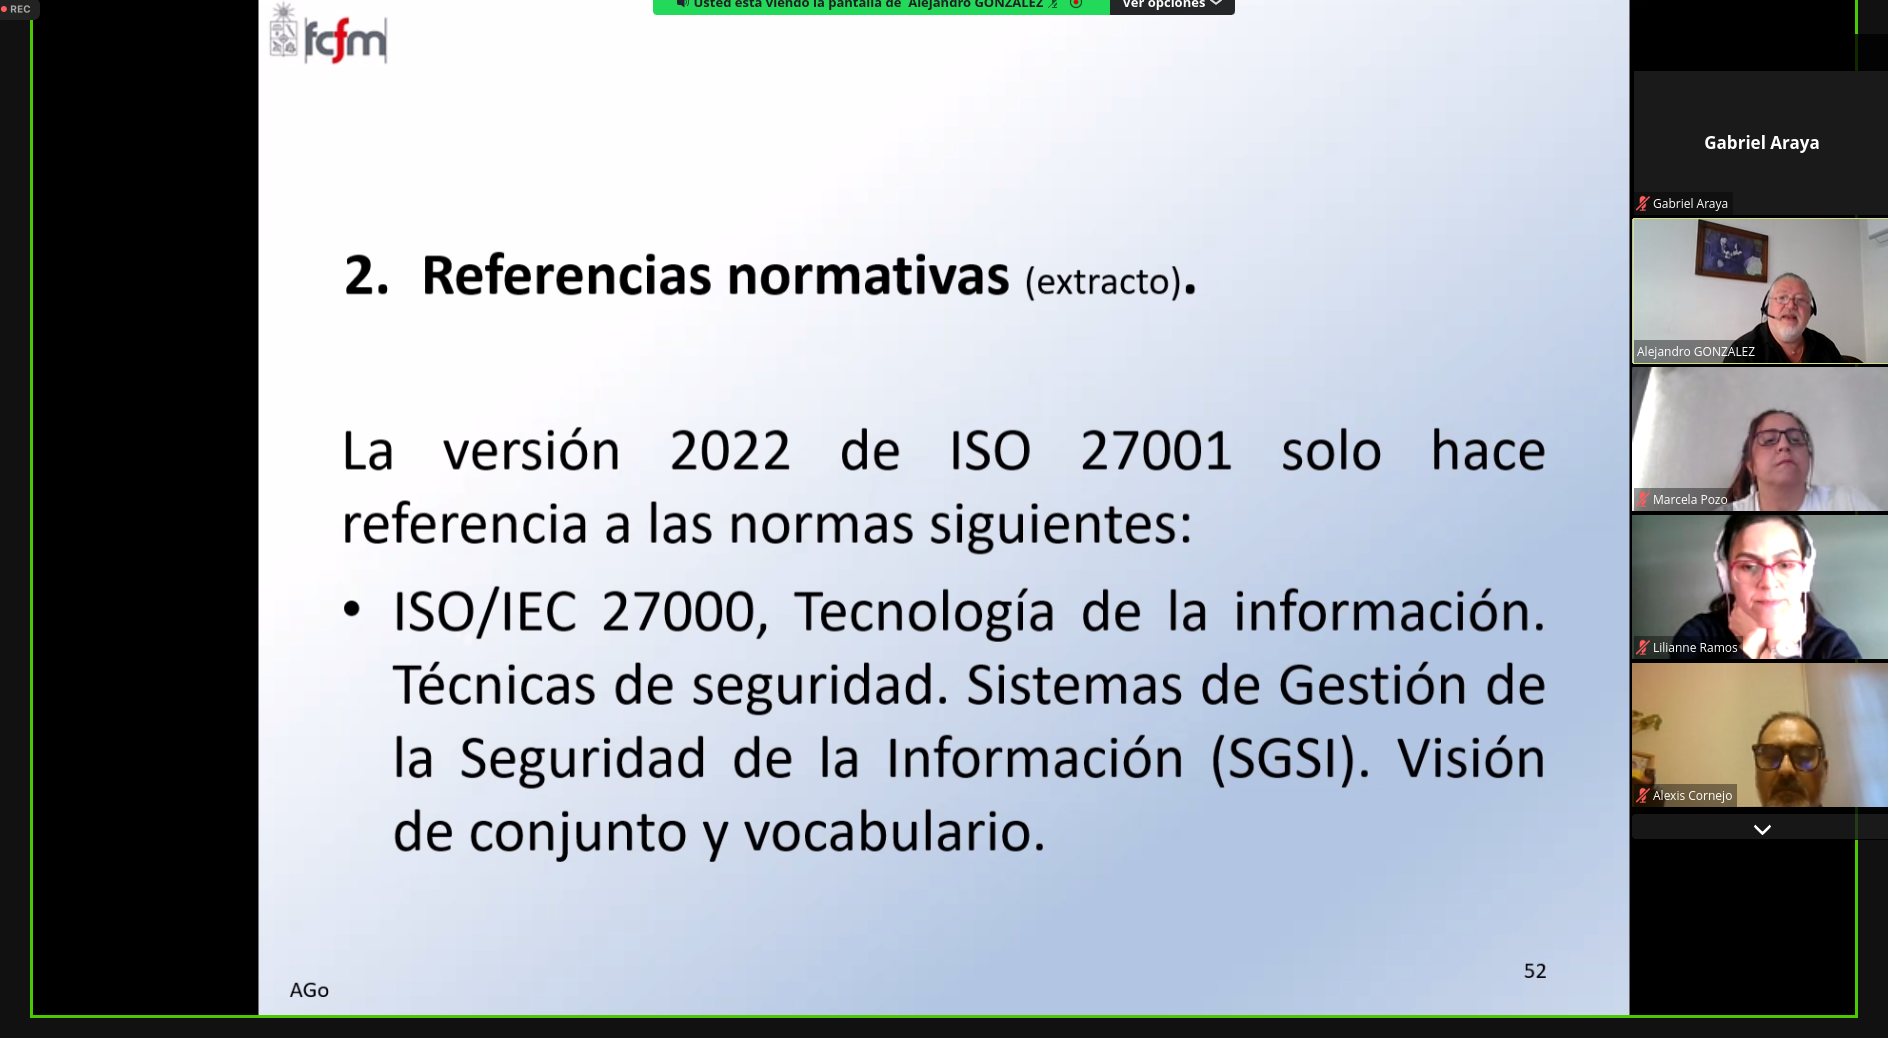 REC
Usted está viendo la pantalla de Alejandro GONZALEZ
Ver opciones
fcfm
2. Referencias normativas (extracto).
La versión 2022 de ISO 27001 solo hace
referencia a las normas siguientes:
• ISO/IEC 27000, Tecnología de la información.
Técnicas de seguridad. Sistemas de Gestión de
la Seguridad de la Información (SGSI). Visión
de conjunto y vocabulario.
AGo
52
Gabriel Araya
Gabriel Araya
Alejandro GONZALEZ
Marcela Pozo
Lilianne Ramos
Alexis Cornejo